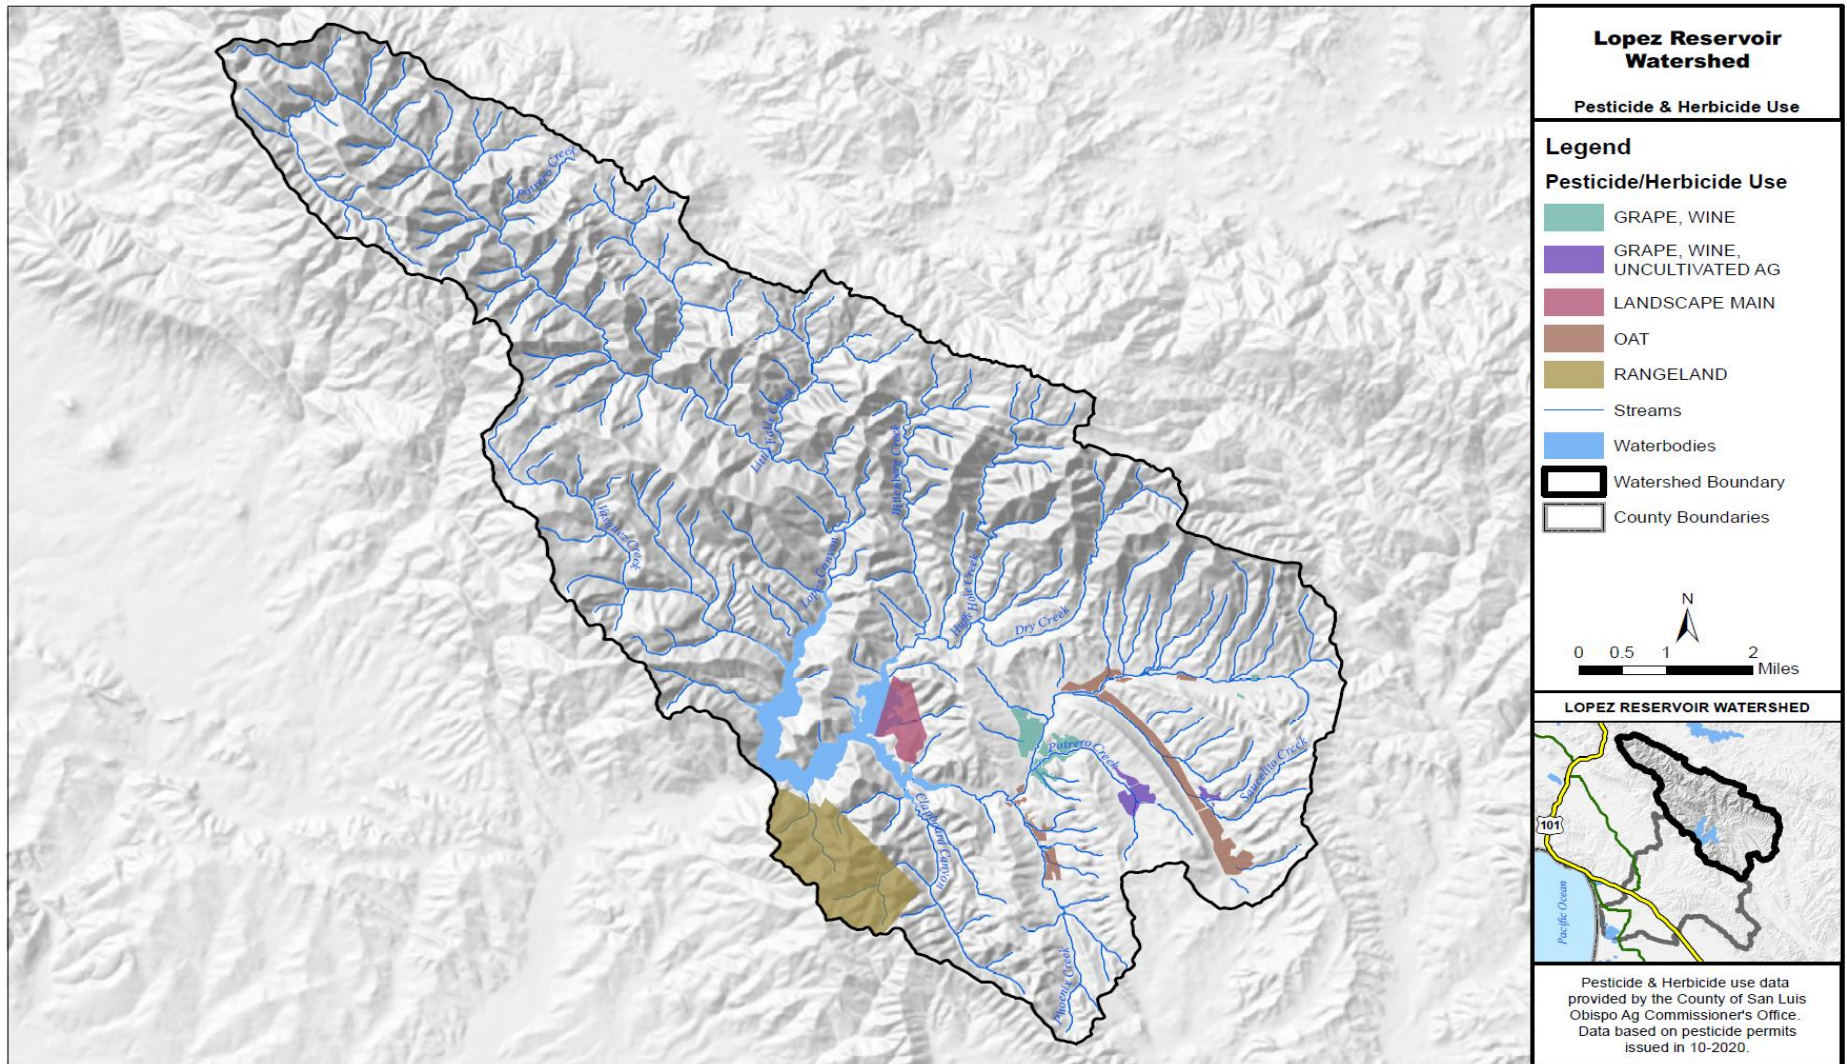 Potrero Creek
Little Falls Creek
Wittenberg Creek
Vasquez Creek
Lopez Canyon
Huffs Hole Creek
Dry Creek
Potrero Creek
Saucelito Creek
Clapboard Canyon
Phoenix Creek
Lopez Reservoir
Watershed
Pesticide & Herbicide Use
Legend
Pesticide/Herbicide Use
GRAPE, WINE
GRAPE, WINE,
UNCULTIVATED AG
LANDSCAPE MAIN
OAT
RANGELAND
Streams
Waterbodies
Watershed Boundary
County Boundaries
N
0 0.5 1 2
Miles
LOPEZ RESERVOIR WATERSHED
101
Pacific Ocean
Pesticide & Herbicide use data
provided by the County of San Luis
Obispo Ag Commissioner's Office.
Data based on pesticide permits
issued in 10-2020.